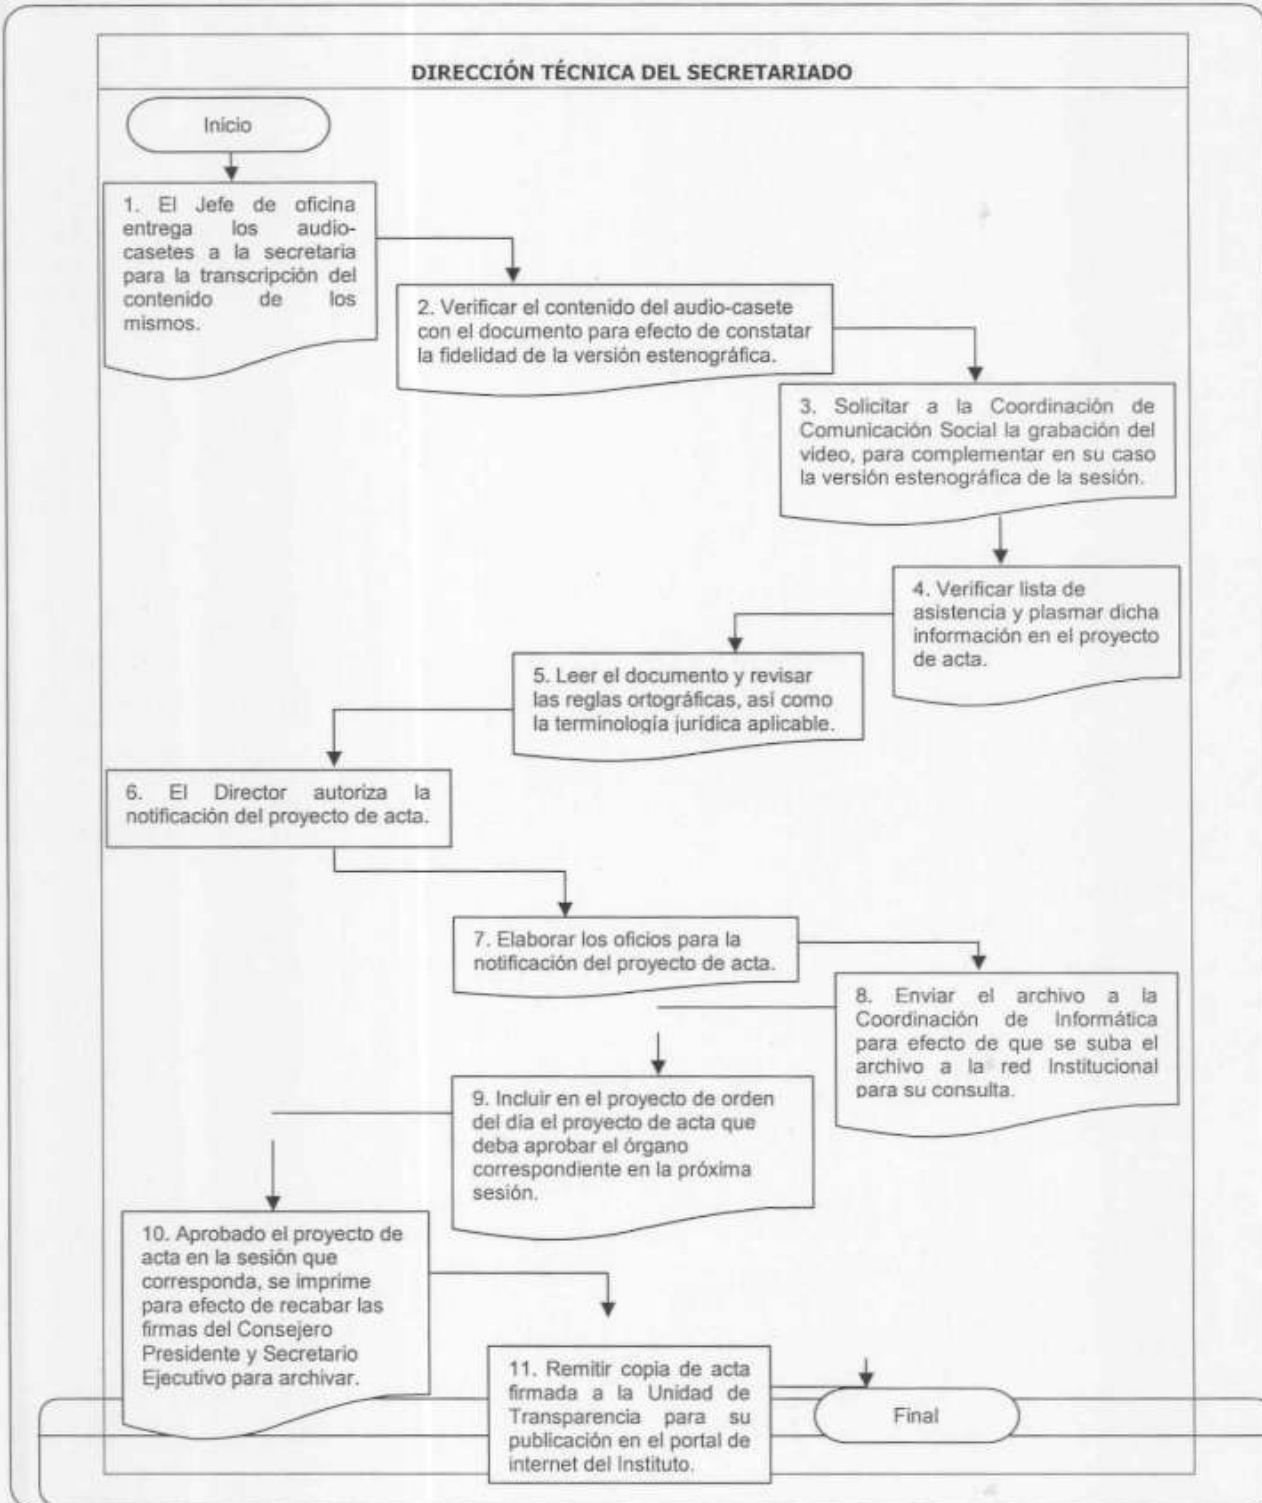 DIRECCIÓN TÉCNICA DEL SECRETARIADO
Inicio
1. El Jefe de oficina
entrega los audio-
casetes a la secretaria
para la transcripción del
contenido de los
mismos.
2. Verificar el contenido del audio-casete
con el documento para efecto de constatar
la fidelidad de la versión estenográfica.
3. Solicitar a la Coordinación de
Comunicación Social la grabación del
video, para complementar en su caso
la versión estenográfica de la sesión.
4. Verificar lista de
asistencia y plasmar dicha
información en el proyecto
de acta.
5. Leer el documento y revisar
las reglas ortográficas, así como
la terminología jurídica aplicable.
6. El Director autoriza la
notificación del proyecto de acta.
7. Elaborar los oficios para la
notificación del proyecto de acta.
8. Enviar el archivo a la
Coordinación de Informática
para efecto de que se suba el
archivo a la red Institucional
para su consulta.
9. Incluir en el proyecto de orden
del día el proyecto de acta que
deba aprobar el órgano
correspondiente en la próxima
sesión.
10. Aprobado el proyecto de
acta en la sesión que
corresponda, se imprime
para efecto de recabar las
firmas del Consejero
Presidente y Secretario
Ejecutivo para archivar.
11. Remitir copia de acta
firmada a la Unidad de
Transparencia para su
publicación en el portal de
internet del Instituto.
Final